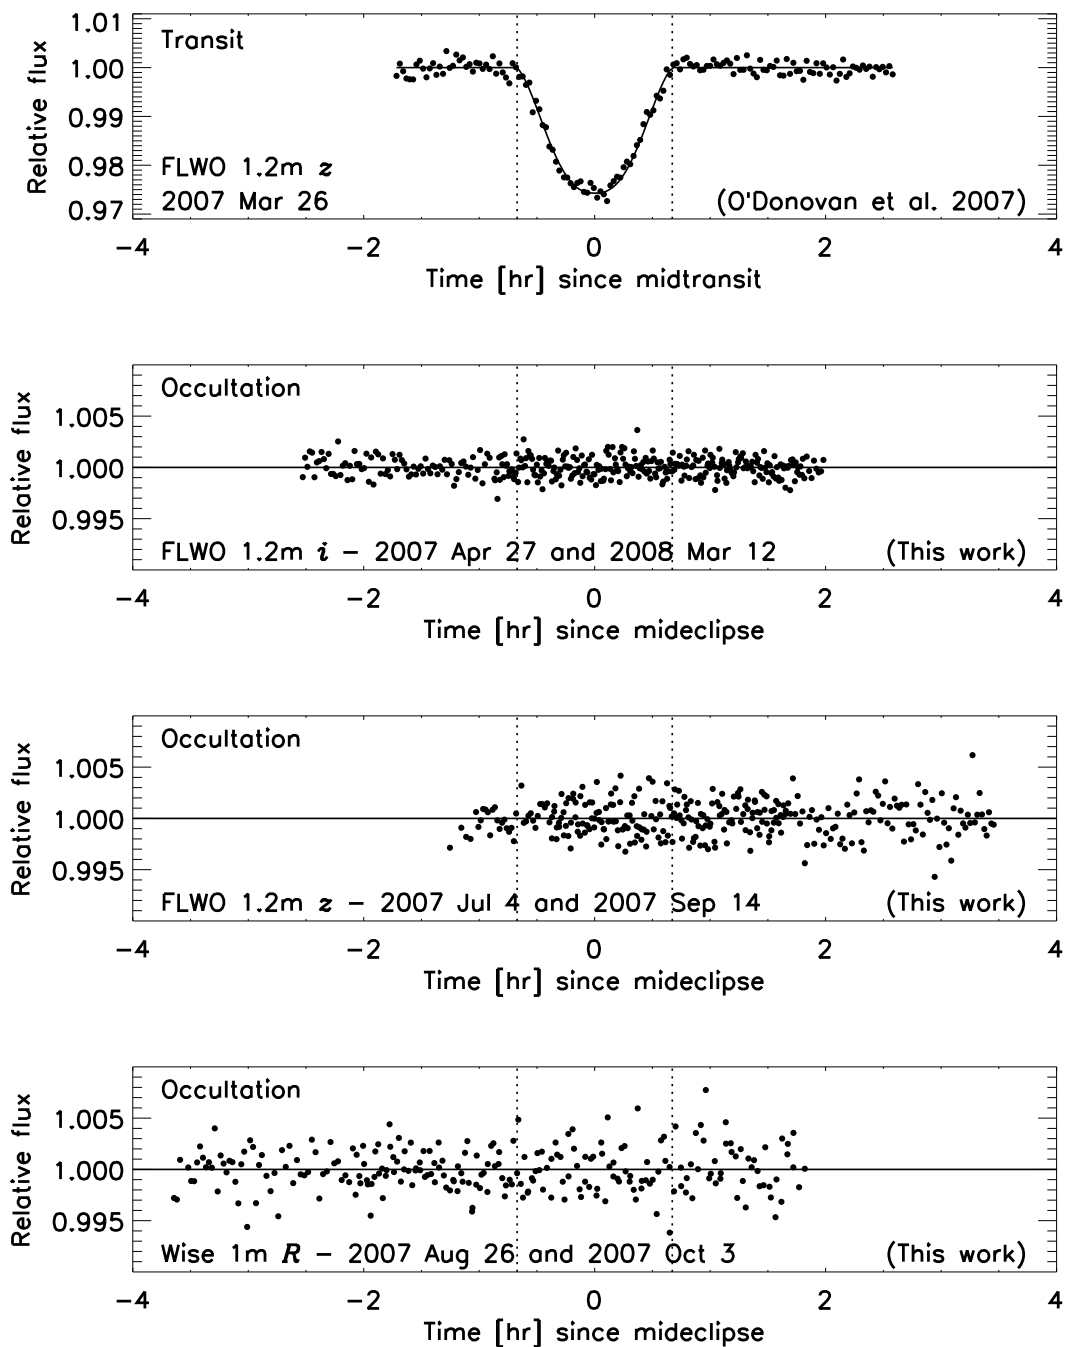 1.01
1.00
0.99
0.98
0.97
Relative flux
Transit
FLWO 1.2m z
2007 Mar 26
(O'Donovan et al. 2007)
−4 −2 0 2 4
Time [hr] since midtransit
1.005
1.000
0.995
Relative flux
Occultation
FLWO 1.2m i − 2007 Apr 27 and 2008 Mar 12
(This work)
−4 −2 0 2 4
Time [hr] since mideclipse
1.005
1.000
0.995
Relative flux
Occultation
FLWO 1.2m z − 2007 Jul 4 and 2007 Sep 14
(This work)
−4 −2 0 2 4
Time [hr] since mideclipse
1.005
1.000
0.995
Relative flux
Occultation
Wise 1m R − 2007 Aug 26 and 2007 Oct 3
(This work)
−4 −2 0 2 4
Time [hr] since mideclipse